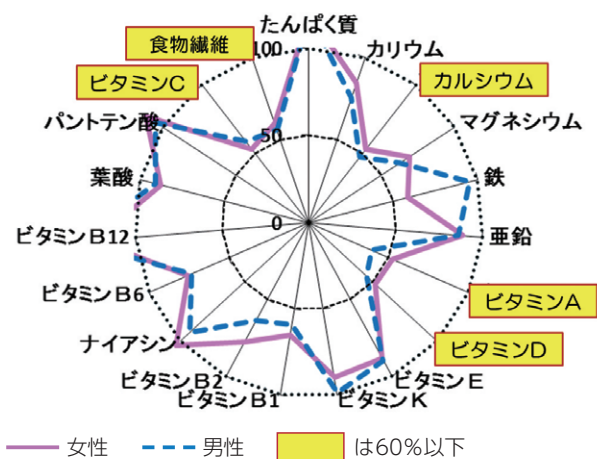 たんぱく質
カリウム
カルシウム
マグネシウム
鉄
亜鉛
ビタミンA
ビタミンD
ビタミンE
ビタミンK
ビタミンB1
ビタミンB2
ナイアシン
ビタミンB6
ビタミンB12
葉酸
パントテン酸
ビタミンC
食物繊維
100
50
0
女性
男性
は60%以下